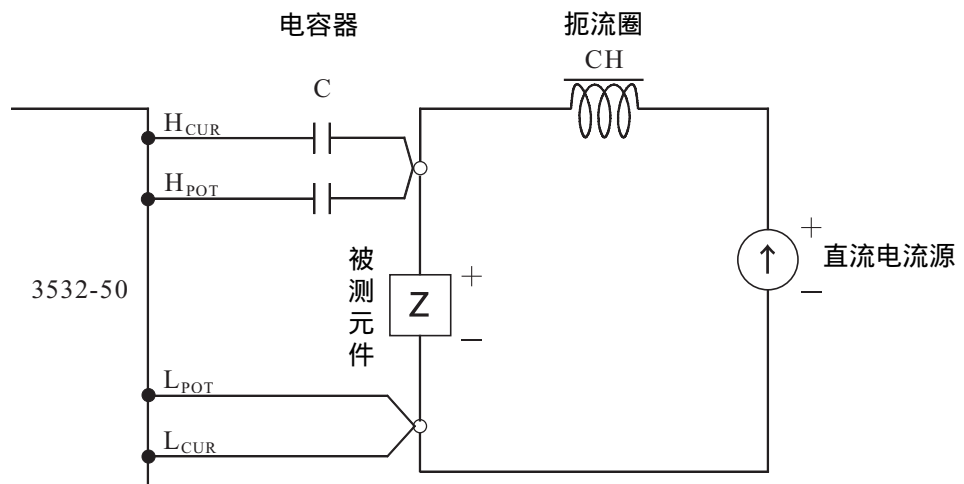 电容器
扼流圈
CH
C
HCUR
HPOT
被测元件
+
Z
−
+
直流电流源
−
3532-50
LPOT
LCUR